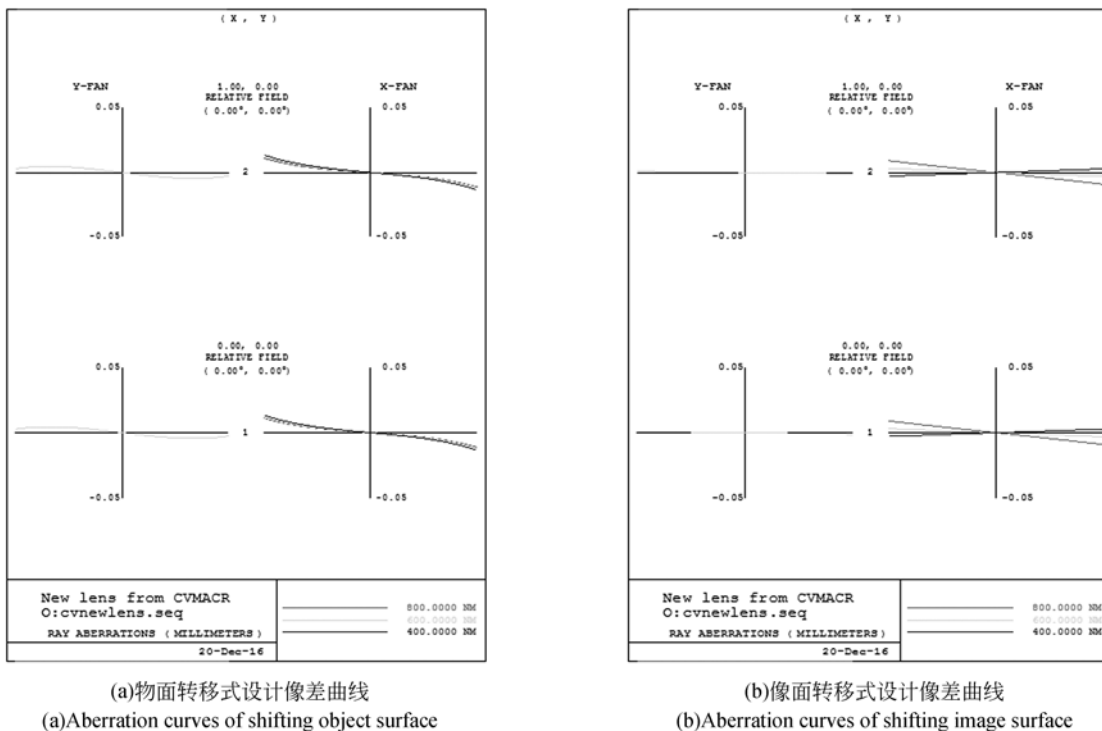 ( X , Y )
Y-FAN
1.00, 0.00
RELATIVE FIELD
( 0.00°, 0.00°)
X-FAN
0.05
0.05
2
-0.05
-0.05
0.00, 0.00
RELATIVE FIELD
( 0.00°, 0.00°)
0.05
0.05
1
-0.05
-0.05
New lens from CVMACR
O:cvnewlens.seq
RAY ABERRATIONS ( MILLIMETERS )
20-Dec-16
800.0000 NM
600.0000 NM
400.0000 NM
(a)物面转移式设计像差曲线
(a)Aberration curves of shifting object surface
( X , Y )
Y-FAN
1.00, 0.00
RELATIVE FIELD
( 0.00°, 0.00°)
X-FAN
0.05
0.05
2
-0.05
-0.05
0.00, 0.00
RELATIVE FIELD
( 0.00°, 0.00°)
0.05
0.05
1
-0.05
-0.05
New lens from CVMACR
O:cvnewlens.seq
RAY ABERRATIONS ( MILLIMETERS )
20-Dec-16
800.0000 NM
600.0000 NM
400.0000 NM
(b)像面转移式设计像差曲线
(b)Aberration curves of shifting image surface